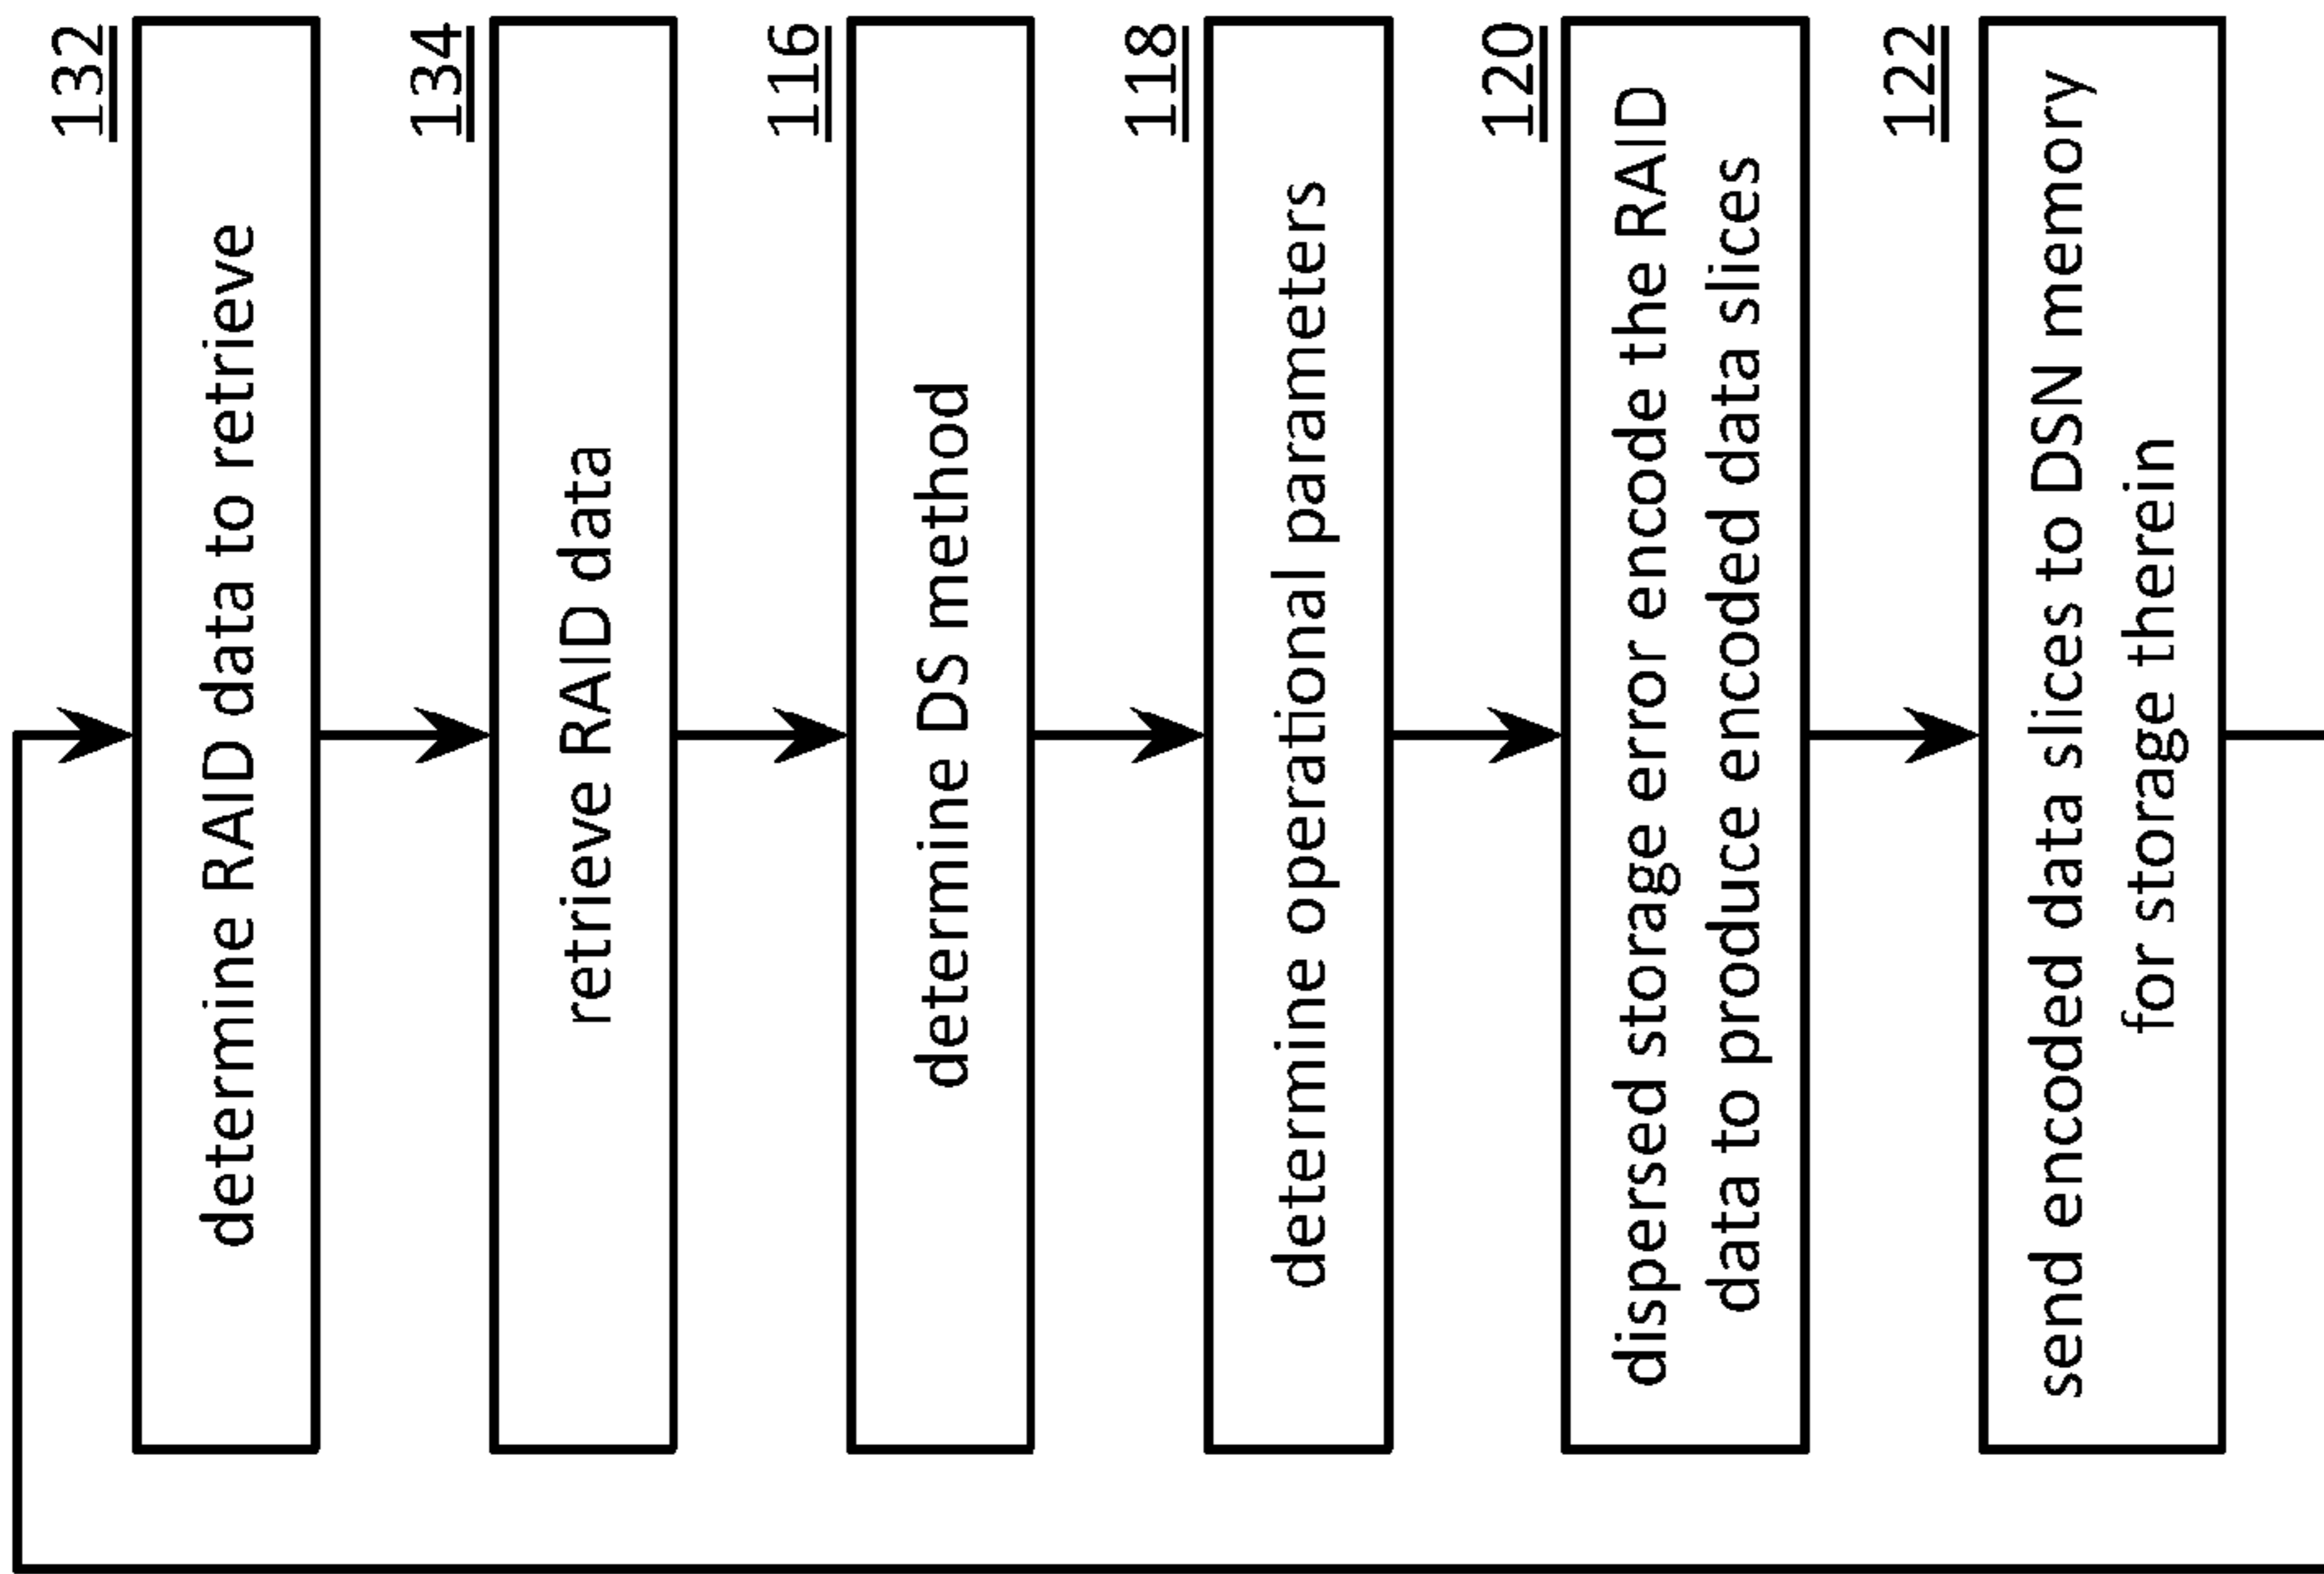 132
determine RAID data to retrieve
134
retrieve RAID data
116
determine DS method
118
determine operational parameters
120
dispersed storage error encode the RAID
data to produce encoded data slices
122
send encoded data slices to DSN memory
for storage therein